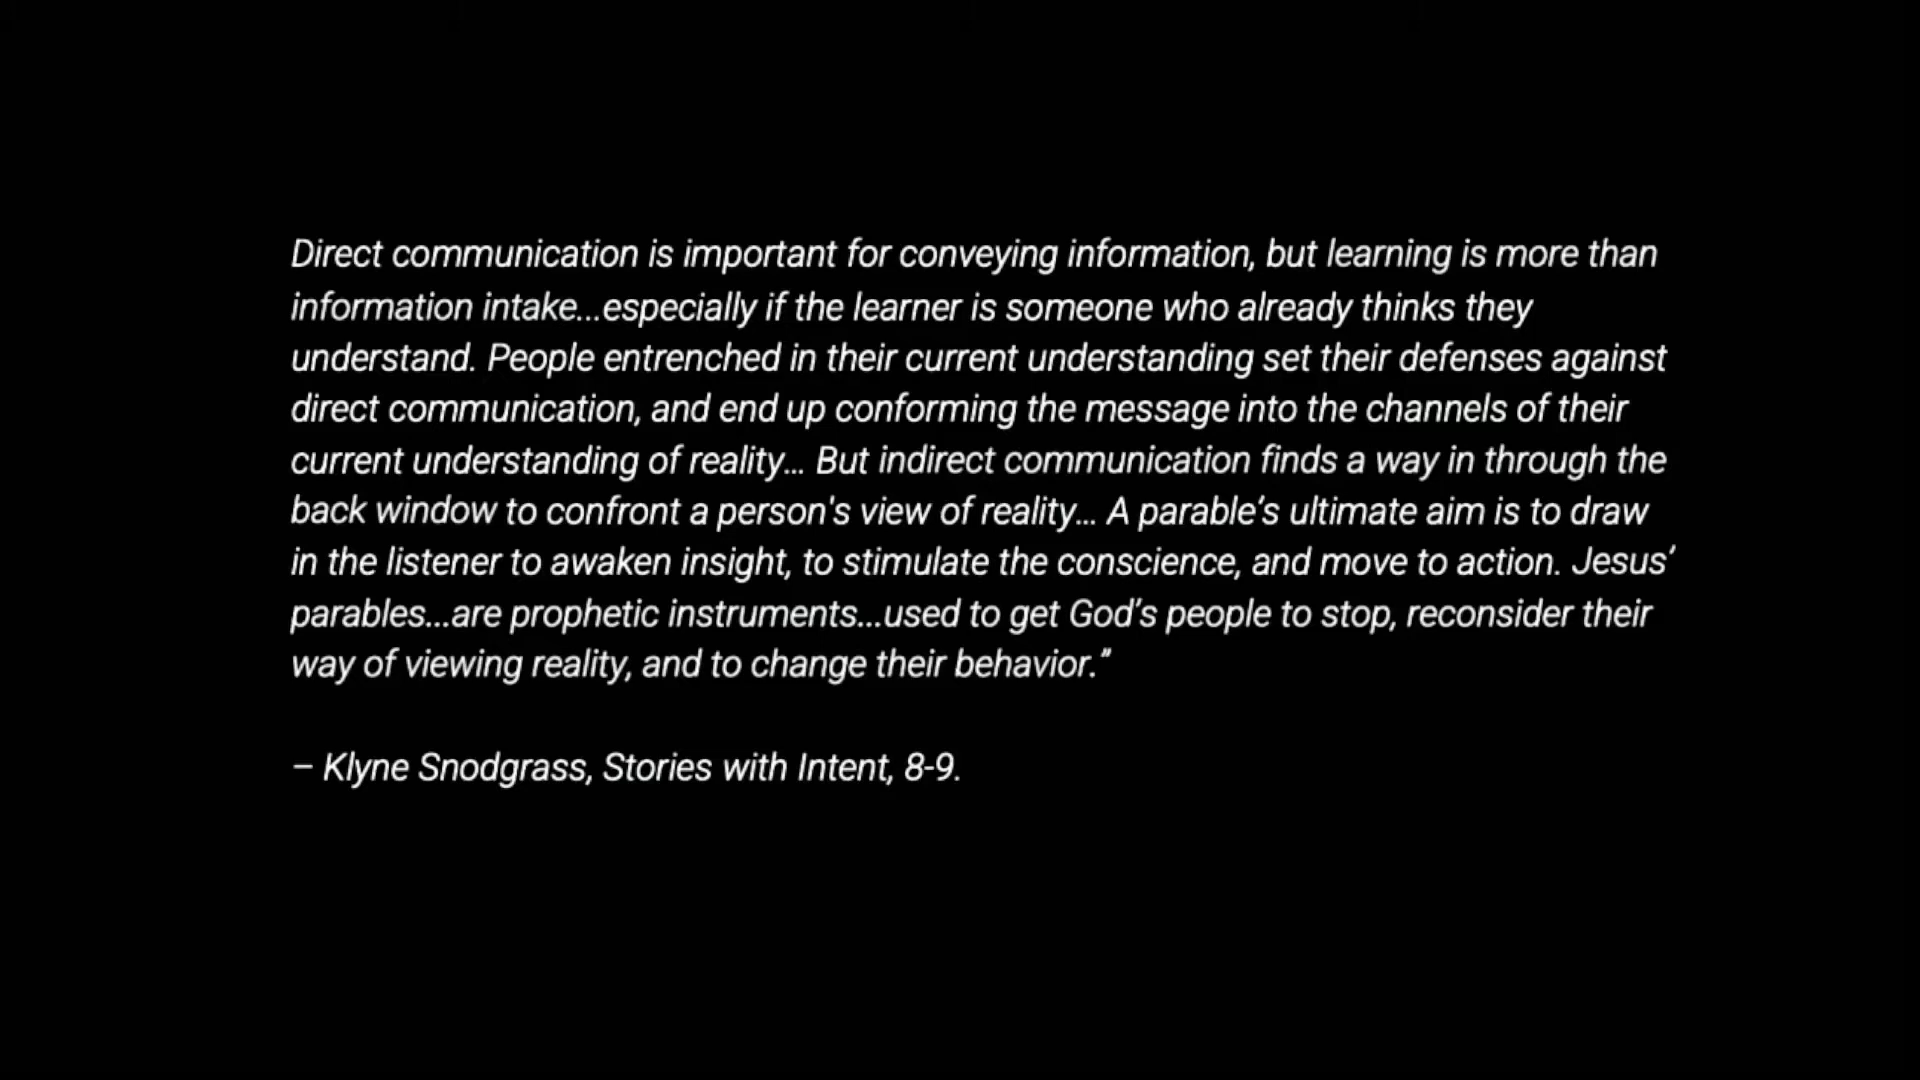 Direct communication is important for conveying information, but learning is more than
information intake...especially if the learner is someone who already thinks they
understand. People entrenched in their current understanding set their defenses against
direct communication, and end up conforming the message into the channels of their
current understanding of reality... But indirect communication finds a way in through the
back window to confront a person's view of reality... A parable’s ultimate aim is to draw
in the listener to awaken insight, to stimulate the conscience, and move to action. Jesus’
parables...are prophetic instruments...used to get God’s people to stop, reconsider their
way of viewing reality, and to change their behavior.”
– Klyne Snodgrass, Stories with Intent, 8-9.